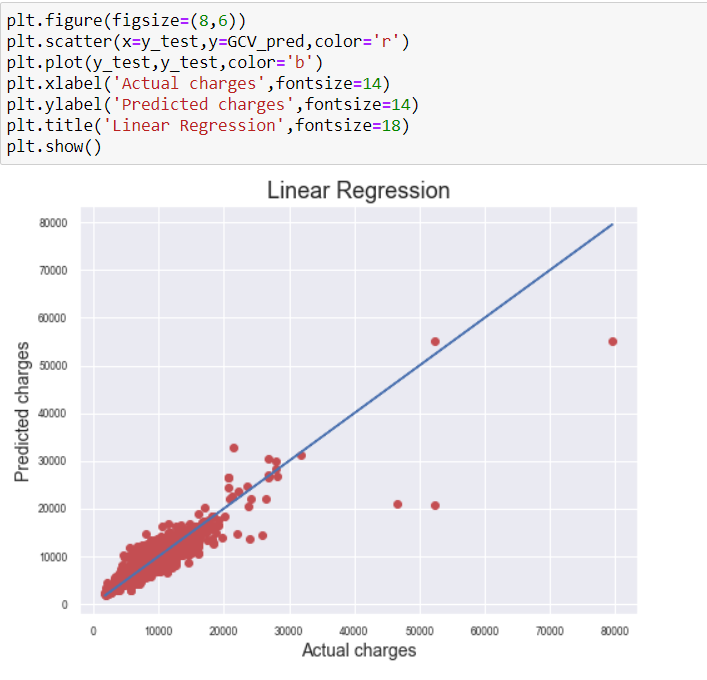 plt.figure(figsize=(8,6))
plt.scatter(x=y_test,y=GCV_pred,color='r')
plt.plot(y_test,y_test,color='b')
plt.xlabel('Actual charges',fontsize=14)
plt.ylabel('Predicted charges',fontsize=14)
plt.title('Linear Regression',fontsize=18)
plt.show()
Linear Regression
80000
70000
60000
50000
40000
30000
20000
10000
0
Predicted charges
0 10000 20000 30000 40000 50000 60000 70000 80000
Actual charges